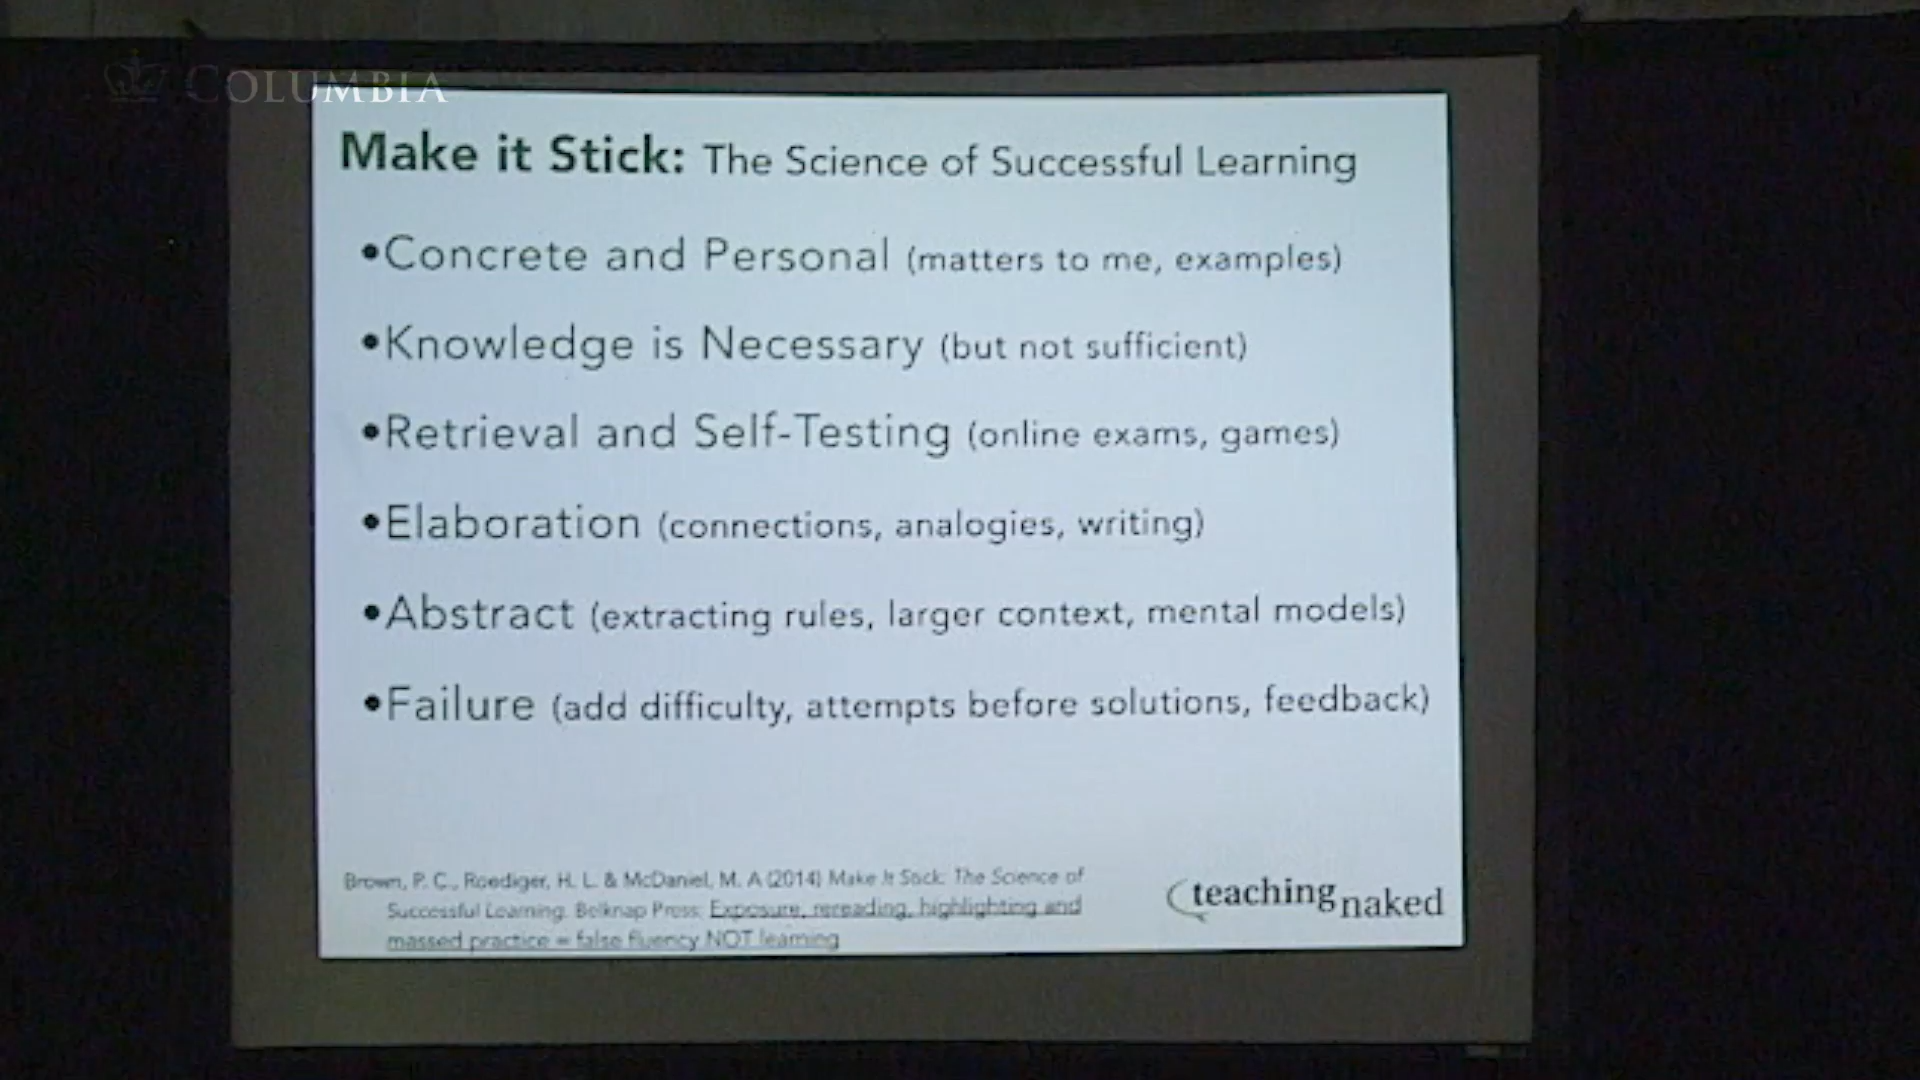 COLUMBIA
Make it Stick: The Science of Successful Learning
•Concrete and Personal (matters to me, examples)
•Knowledge is Necessary (but not sufficient)
•Retrieval and Self-Testing (online exams, games)
•Elaboration (connections, analogies, writing)
•Abstract (extracting rules, larger context, mental models)
•Failure (add difficulty, attempts before solutions, feedback)
Brown, P. C., Roediger, H. L. & McDaniel, M. A (2014) Make It Stick: The Science of
Successful Learning. Belknap Press: Exposure, rereading, highlighting and
massed practice = false fluency NOT learning
teaching naked